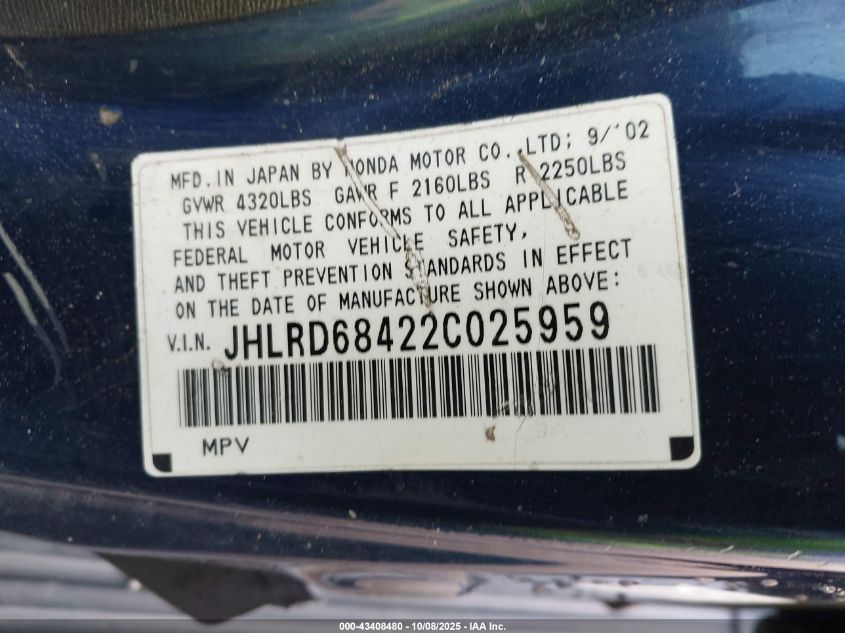 MFD. IN JAPAN BY HONDA MOTOR CO.,LTD; 9/'02
GVWR 4320LBS GAWR F 2160LBS R 2250LBS
THIS VEHICLE CONFORMS TO ALL APPLICABLE
FEDERAL MOTOR VEHICLE SAFETY,
AND THEFT PREVENTION STANDARDS IN EFFECT
ON THE DATE OF MANUFACTURE SHOWN ABOVE:
V.I.N. JHLRD68422C025959
MPV
000-43408480 - 10/08/2025 - IAA Inc.